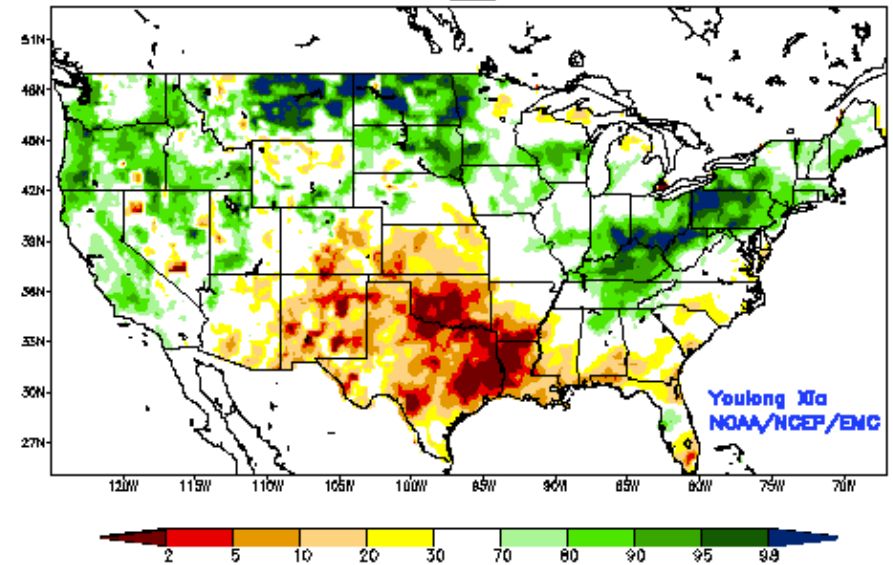 51N
48N
45N
42N
39N
36N
33N
30N
27N
Youlong Xia
NOAA/NCEP/EMC
120W 115W 110W 105W 100W 95W 90W 85W 80W 75W 70W
2 5 10 20 30 70 80 90 95 98